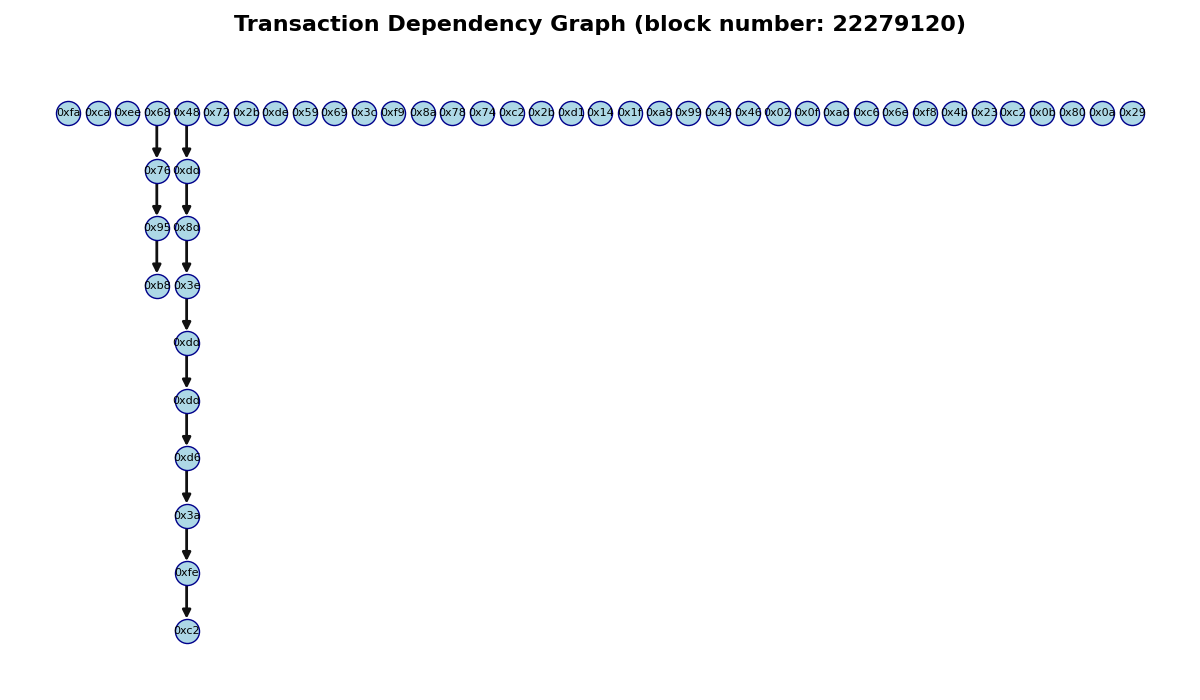 Transaction Dependency Graph (block number: 22279120)
0xfa 0xca 0xee 0x68 0x48 0x72 0x2b 0xde 0x59 0x69 0x3c 0xf9 0x8a 0x78 0x74 0xc2 0x2b 0xd1 0x14 0x1f 0xa8 0x99 0x48 0x46 0x02 0x0f 0xad 0xc6 0x6e 0xf8 0x4b 0x23 0xc2 0x0b 0x80 0x0a 0x29
0x76 0xdd
0x95 0x8d
0xb8 0x3e
0xdd
0xdd
0xd6
0x3a
0xfe
0xc2